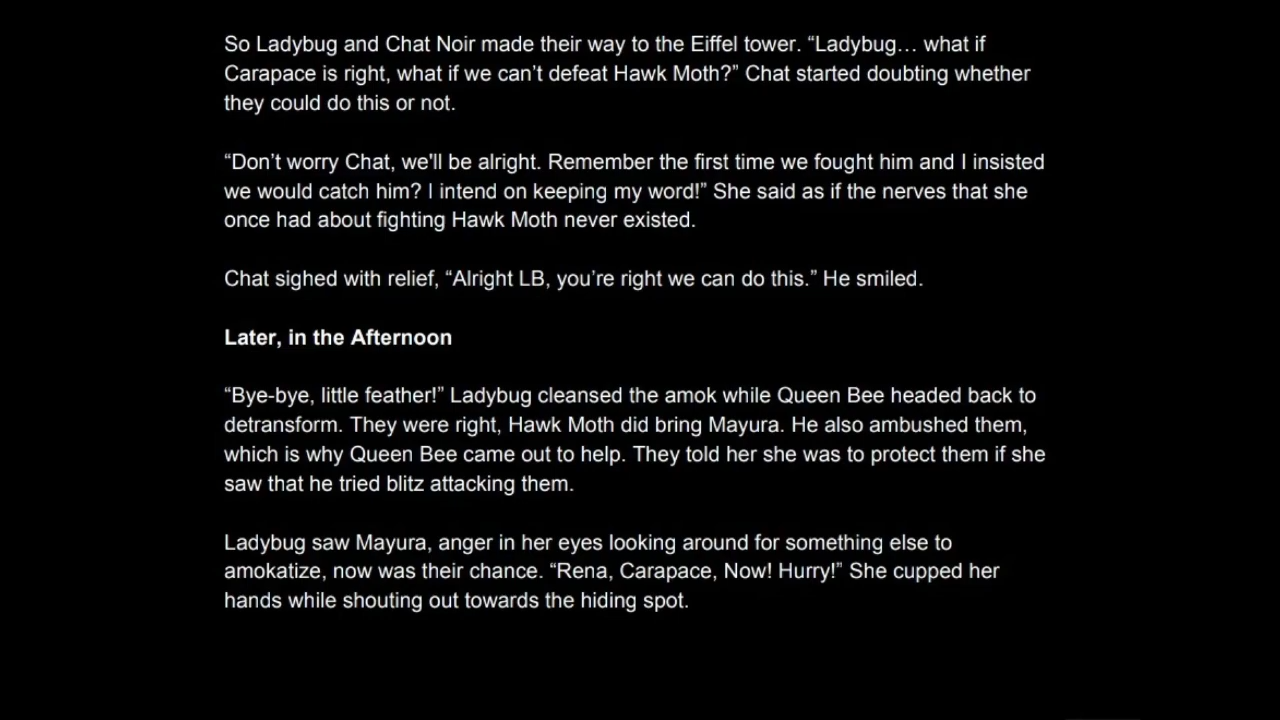 So Ladybug and Chat Noir made their way to the Eiffel tower. “Ladybug… what if
Carapace is right, what if we can’t defeat Hawk Moth?” Chat started doubting whether
they could do this or not.
“Don’t worry Chat, we'll be alright. Remember the first time we fought him and I insisted
we would catch him? I intend on keeping my word!” She said as if the nerves that she
once had about fighting Hawk Moth never existed.
Chat sighed with relief, “Alright LB, you’re right we can do this.” He smiled.
Later, in the Afternoon
“Bye-bye, little feather!” Ladybug cleansed the amok while Queen Bee headed back to
detransform. They were right, Hawk Moth did bring Mayura. He also ambushed them,
which is why Queen Bee came out to help. They told her she was to protect them if she
saw that he tried blitz attacking them.
Ladybug saw Mayura, anger in her eyes looking around for something else to
amokatize, now was their chance. “Rena, Carapace, Now! Hurry!” She cupped her
hands while shouting out towards the hiding spot.